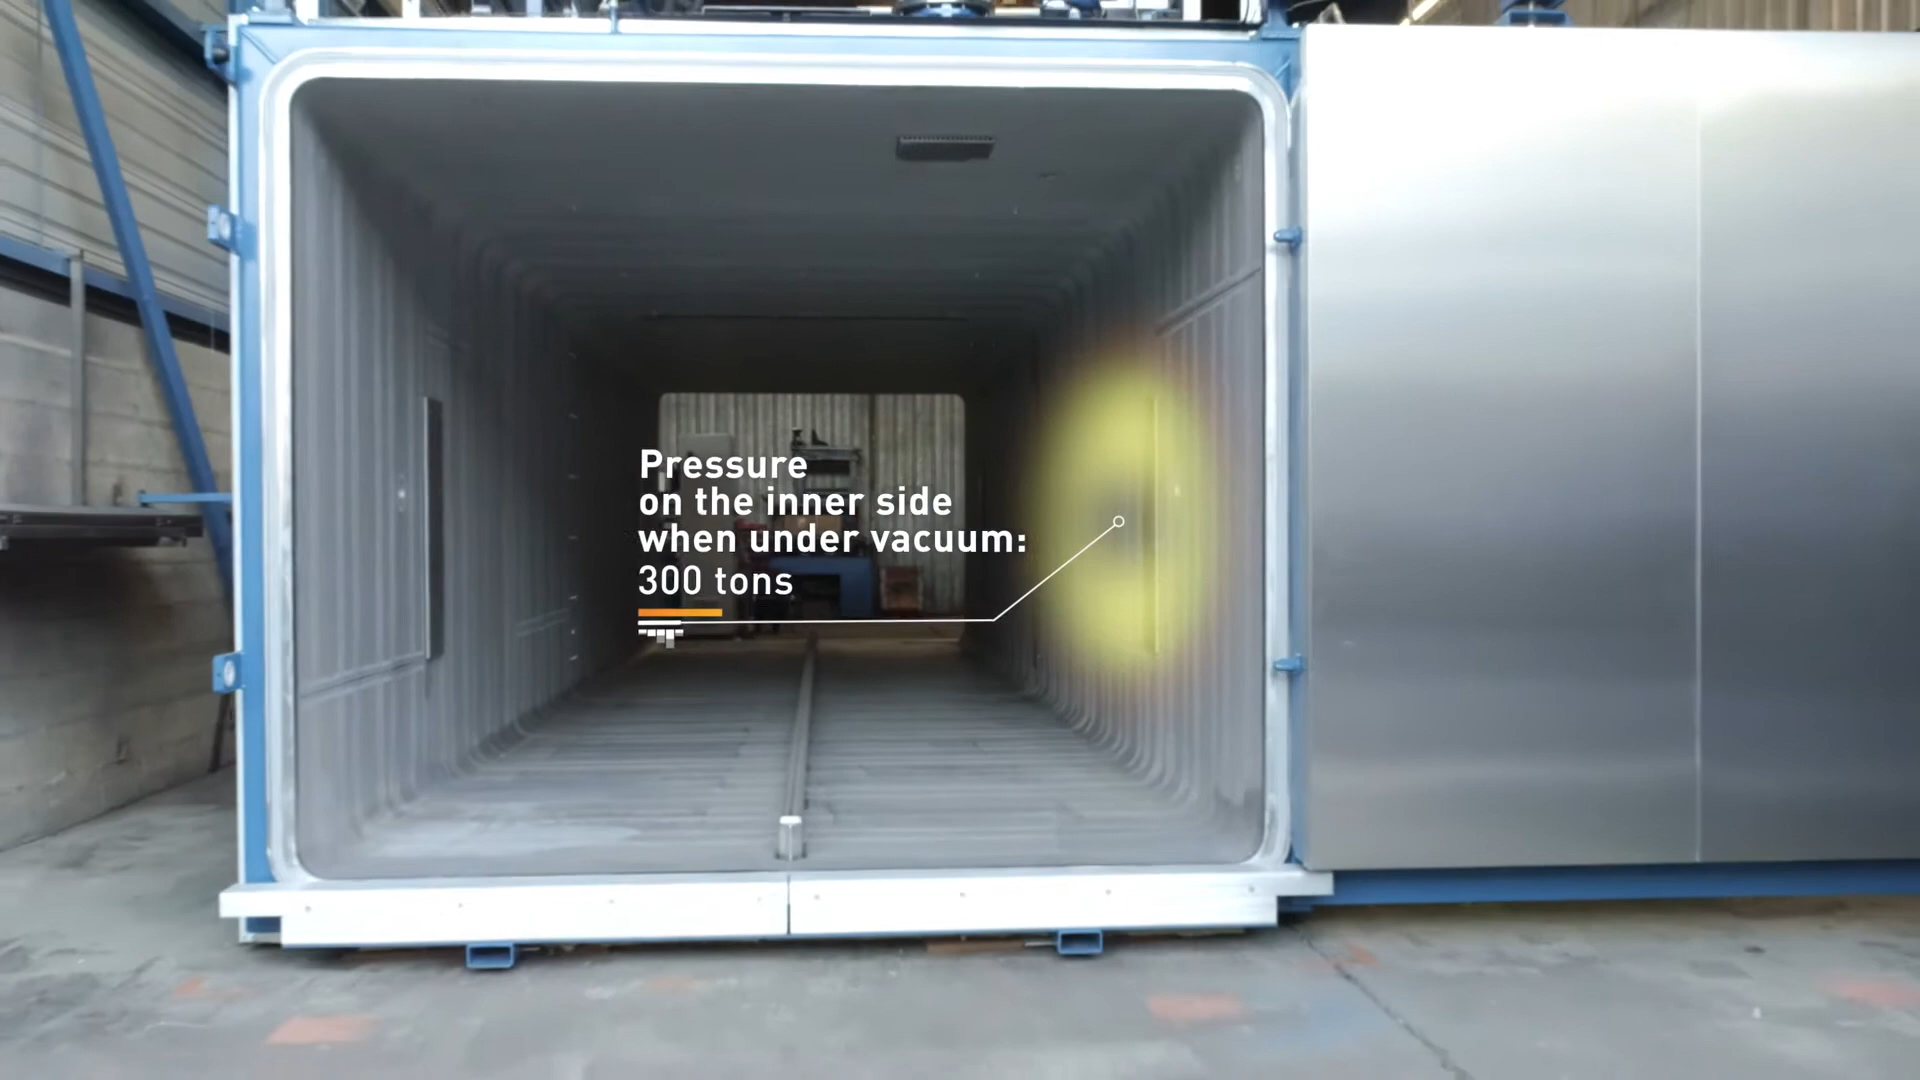 Pressure
on the inner side
when under vacuum:
300 tons